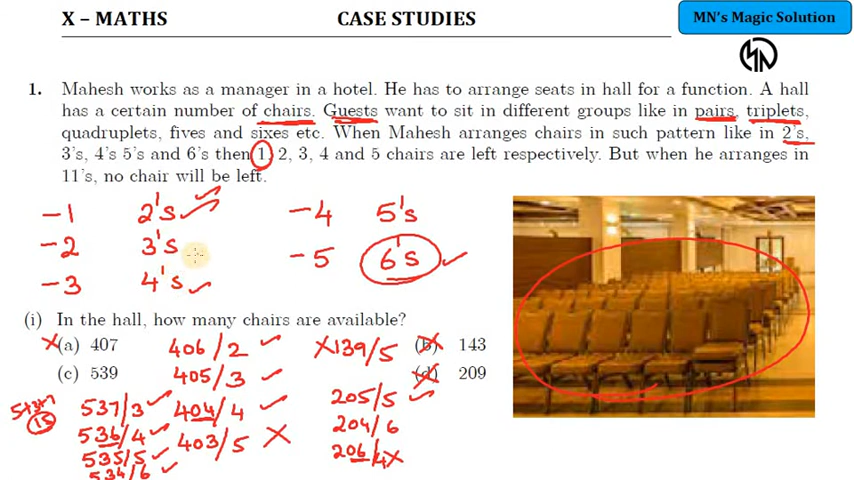 X – MATHS
CASE STUDIES
MN's Magic Solution
1. Mahesh works as a manager in a hotel. He has to arrange seats in hall for a function. A hall
has a certain number of chairs. Guests want to sit in different groups like in pairs, triplets,
quadruplets, fives and sixes etc. When Mahesh arranges chairs in such pattern like in 2's,
3's, 4's 5's and 6's then 1, 2, 3, 4 and 5 chairs are left respectively. But when he arranges in
11's, no chair will be left.
-1 2's
-2 3's
-3 4's
-4 5's
-5 6's
(i) In the hall, how many chairs are available?
(a) 407
(b) 143
(c) 539
(d) 209
406/2
405/3
404/4
403/5
139/5
205/5
204/6
206/4
537/3
536/4
535/5
534/6
15